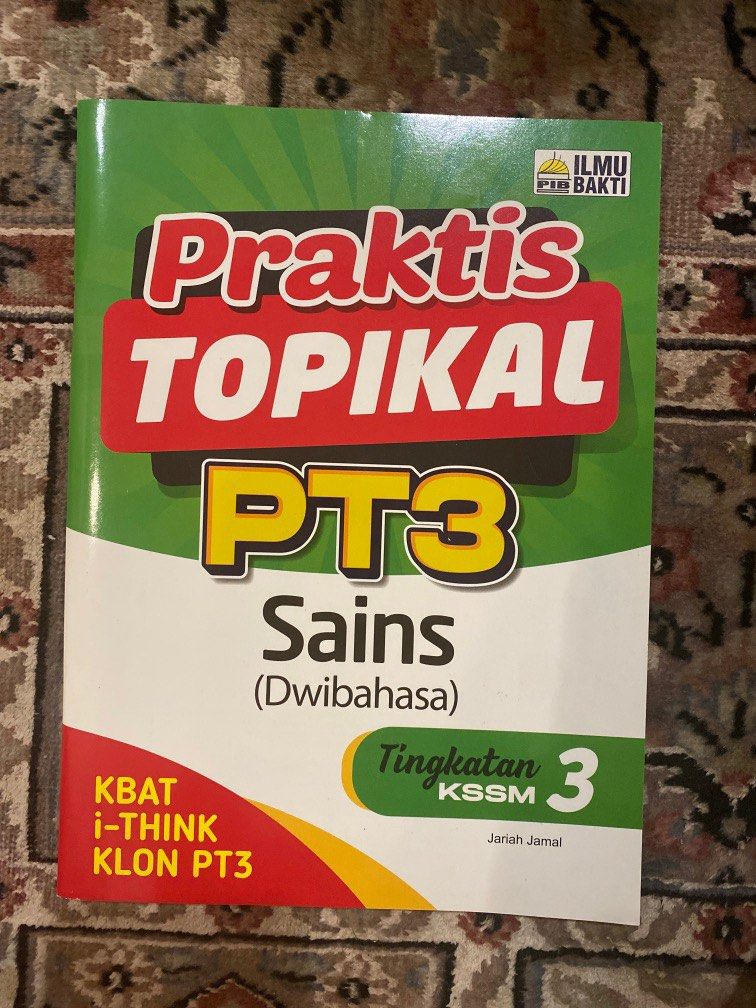 PIB
ILMU
BAKTI
Praktis
TOPIKAL
PT3
Sains
(Dwibahasa)
Tingkatan
KSSM 3
Jariah Jamal
KBAT
i-THINK
KLON PT3